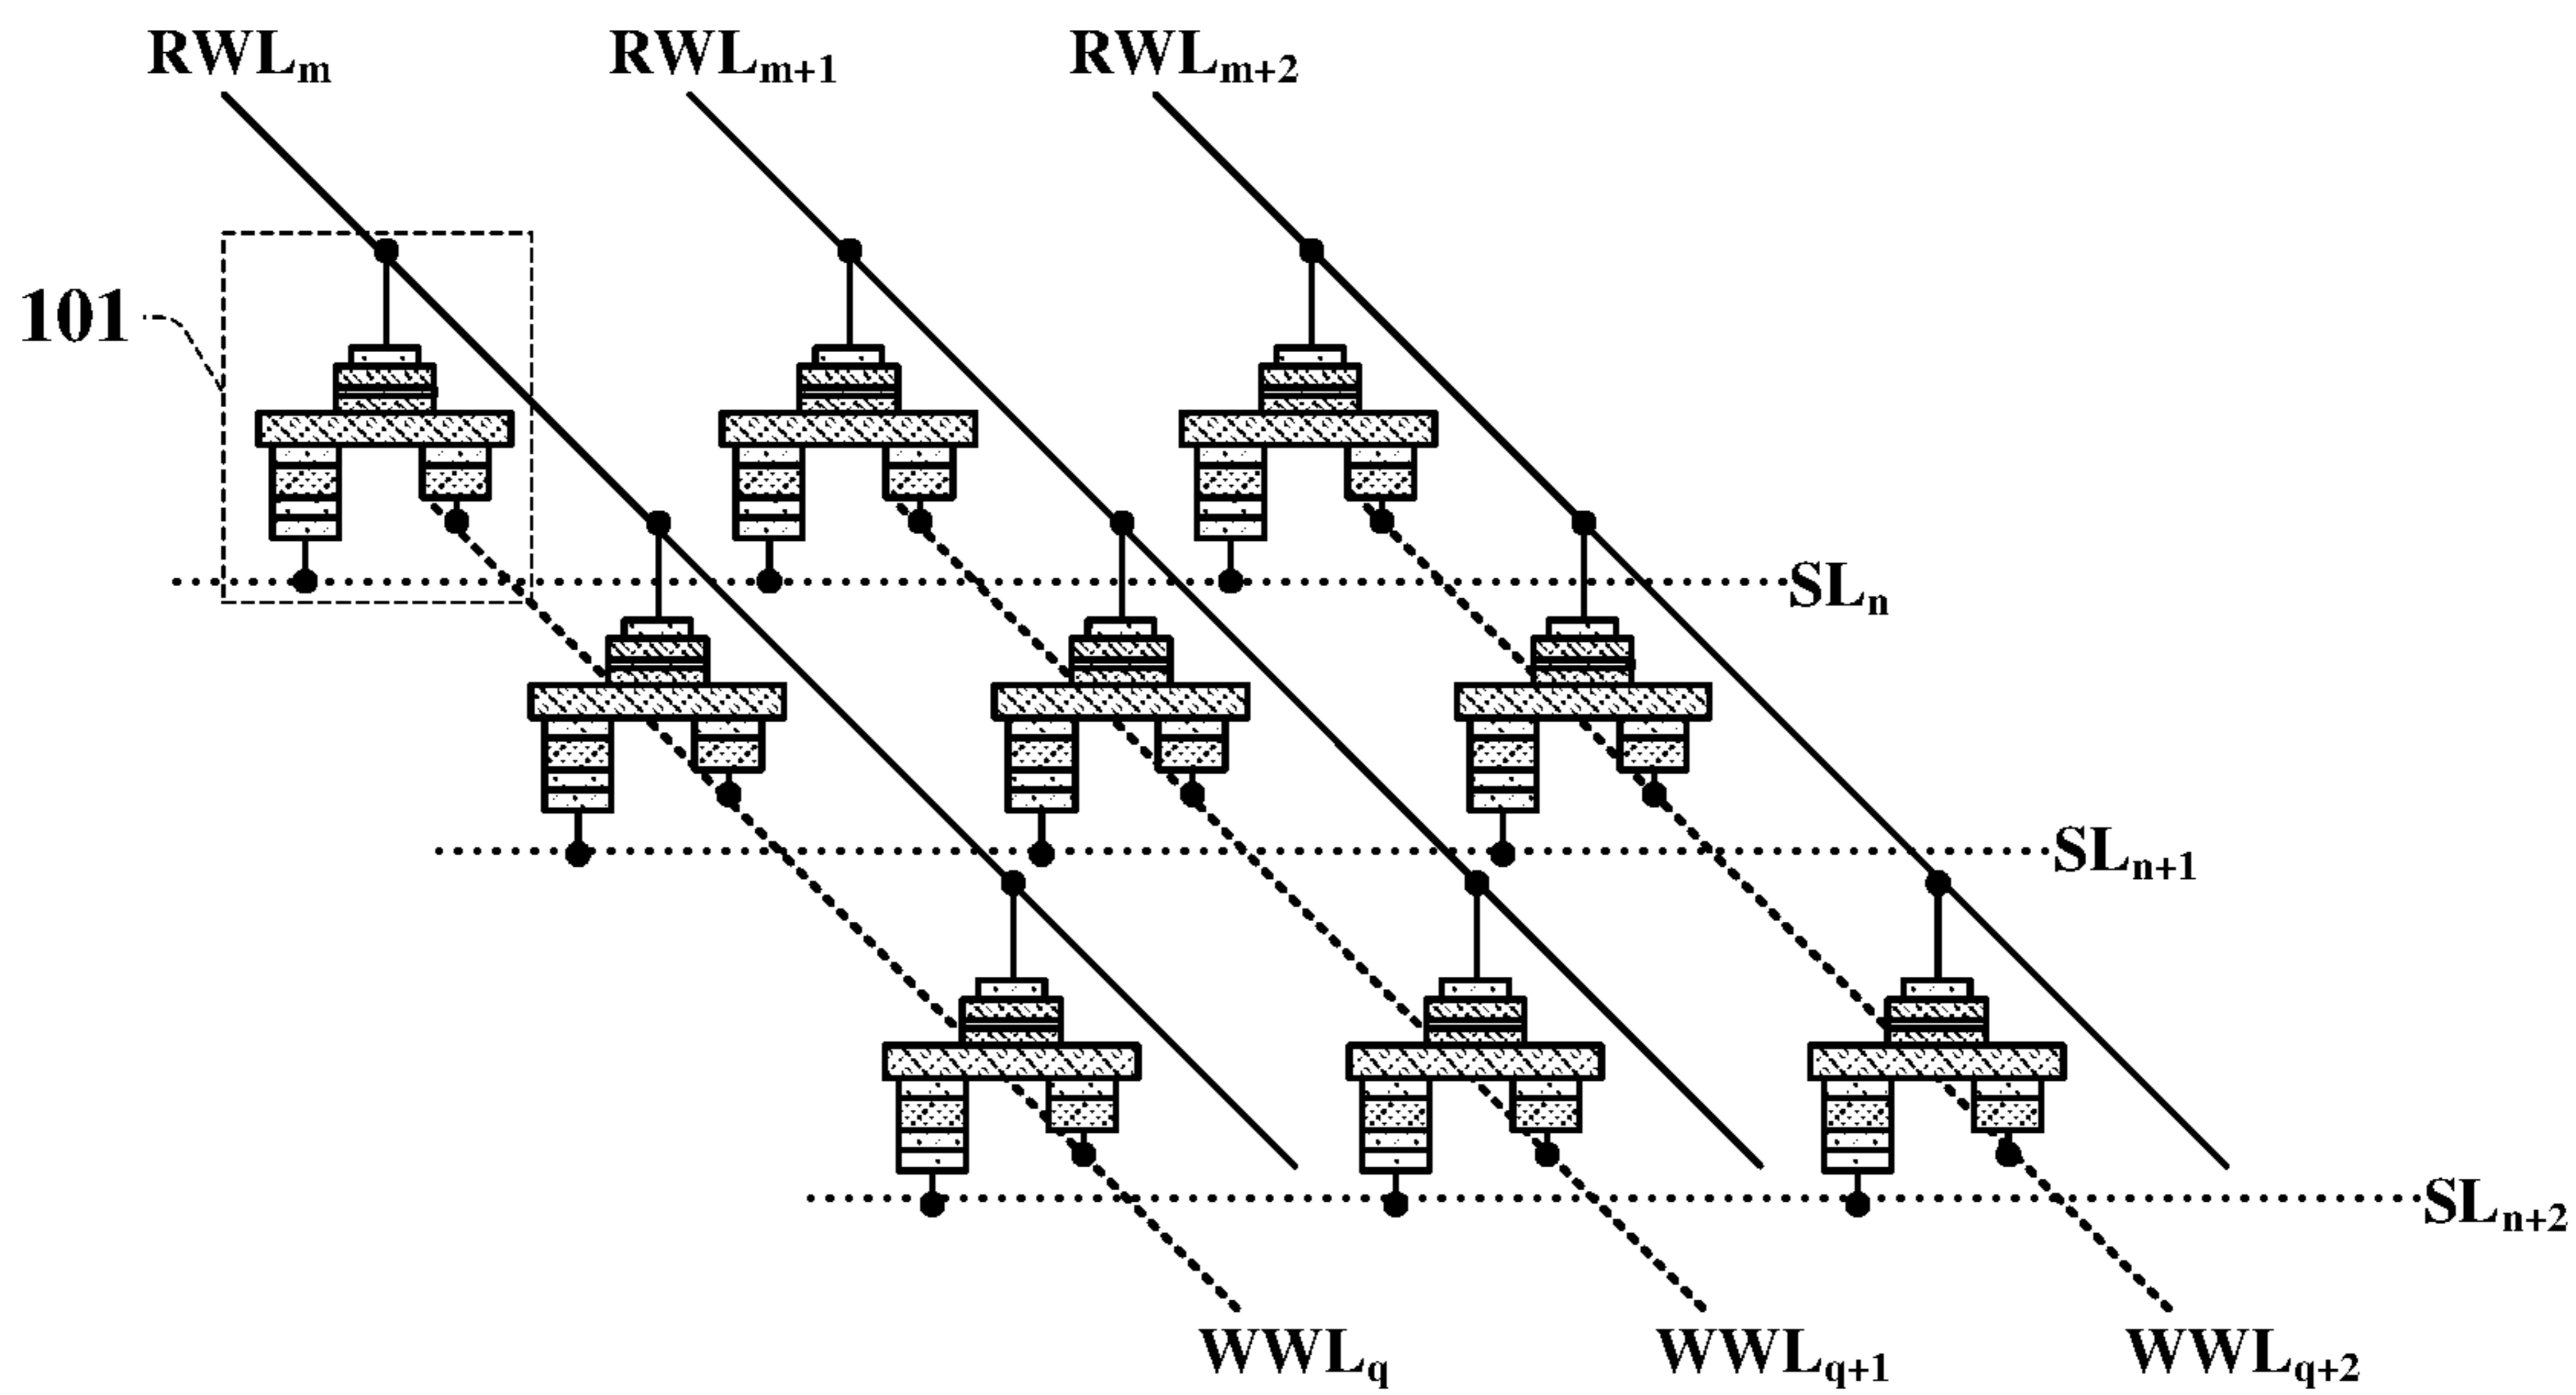 RWLm RWLm+1 RWLm+2
101
SLn
SLn+1
SLn+2
WWLq WWLq+1 WWLq+2